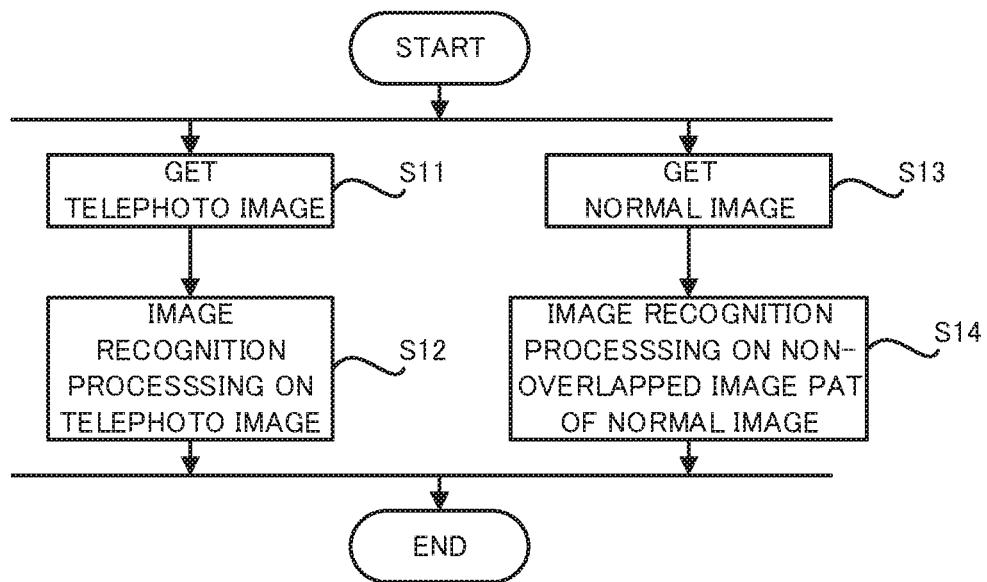 START
GET
TELEPHOTO IMAGE
S11
GET
NORMAL IMAGE
S13
IMAGE
RECOGNITION
PROCESSSING ON
TELEPHOTO IMAGE
S12
IMAGE RECOGNITION
PROCESSSING ON NON-
OVERLAPPED IMAGE PAT
OF NORMAL IMAGE
S14
END